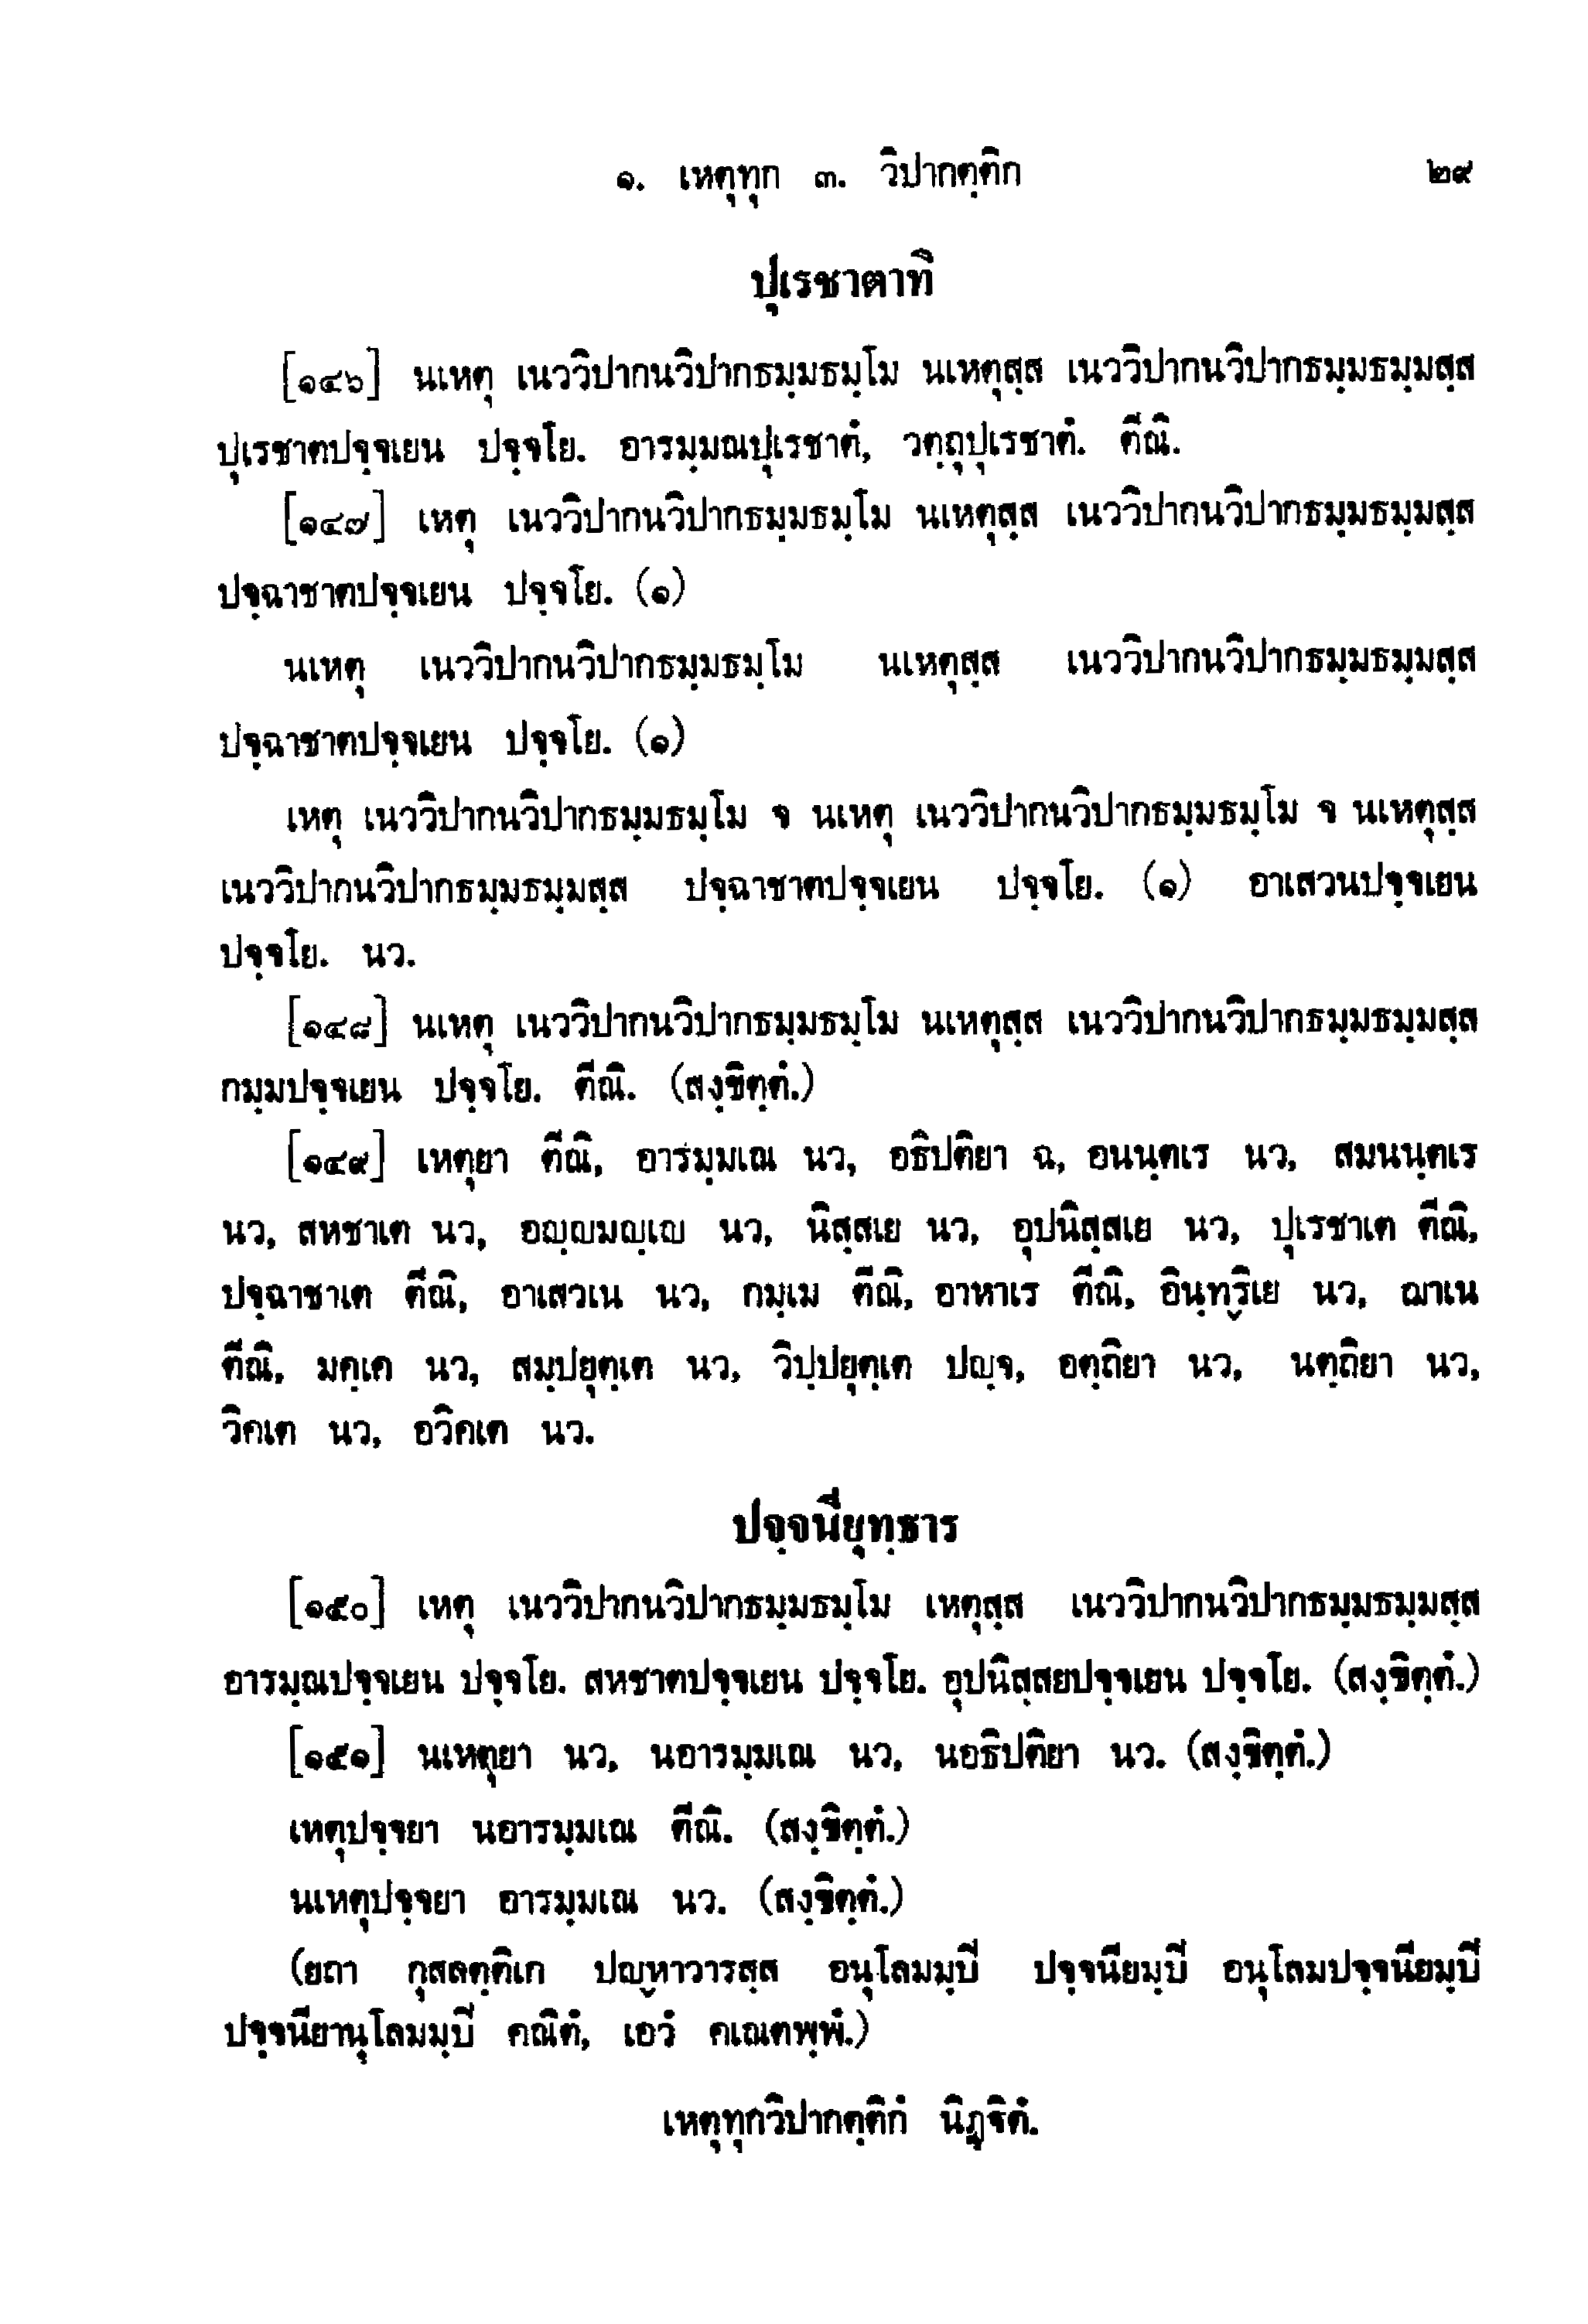 ๑. เหตุทุก ๓. วิปากตฺติก ๒๙
ปุเรชาตาทิ
[๑๔๖] นเหตุ เนววิปากนวิปากธมฺมธมฺโม นเหตุสฺส เนววิปากนวิปากธมฺมธมฺมสฺส
ปุเรชาตปจฺจเยน ปจฺจโย. อารมฺมณปุเรชาตํ, วตฺถุปุเรชาตํ. ตีณิ.
[๑๔๗] เหตุ เนววิปากนวิปากธมฺมธมฺโม นเหตุสฺส เนววิปากนวิปากธมฺมธมฺมสฺส
ปจฺฉาชาตปจฺจเยน ปจฺจโย. (๑)
นเหตุ เนววิปากนวิปากธมฺมธมฺโม นเหตุสฺส เนววิปากนวิปากธมฺมธมฺมสฺส
ปจฺฉาชาตปจฺจเยน ปจฺจโย. (๑)
เหตุ เนววิปากนวิปากธมฺมธมฺโม จ นเหตุ เนววิปากนวิปากธมฺมธมฺโม จ นเหตุสฺส
เนววิปากนวิปากธมฺมธมฺมสฺส ปจฺฉาชาตปจฺจเยน ปจฺจโย. (๑) อาเสวนปจฺจเยน
ปจฺจโย. นว.
[๑๔๘] นเหตุ เนววิปากนวิปากธมฺมธมฺโม นเหตุสฺส เนววิปากนวิปากธมฺมธมฺมสฺส
กมฺมปจฺจเยน ปจฺจโย. ตีณิ. (สงฺขิตฺตํ.)
[๑๔๙] เหตุยา ตีณิ, อารมฺมเณ นว, อธิปติยา ฉ, อนนฺตเร นว, สมนนฺตเร
นว, สหชาเต นว, อญฺญมญฺเญ นว, นิสฺสเย นว, อุปนิสฺสเย นว, ปุเรชาเต ตีณิ,
ปจฺฉาชาเต ตีณิ, อาเสวเน นว, กมฺเม ตีณิ, อาหาเร ตีณิ, อินฺทฺริเย นว, ฌาเน
ตีณิ, มคฺเค นว, สมฺปยุตฺเต นว, วิปฺปยุตฺเต ปญฺจ, อตฺถิยา นว, นตฺถิยา นว,
วิคเต นว, อวิคเต นว.
ปจฺจนียุทฺธาร
[๑๕๐] เหตุ เนววิปากนวิปากธมฺมธมฺโม เหตุสฺส เนววิปากนวิปากธมฺมธมฺมสฺส
อารมฺณปจฺจเยน ปจฺจโย. สหชาตปจฺจเยน ปจฺจโย. อุปนิสฺสยปจฺจเยน ปจฺจโย. (สงฺขิตฺตํ.)
[๑๕๑] นเหตุยา นว, นอารมฺมเณ นว, นอธิปติยา นว. (สงฺขิตฺตํ.)
เหตุปจฺจยา นอารมฺมเณ ตีณิ. (สงฺขิตฺตํ.)
นเหตุปจฺจยา อารมฺมเณ นว. (สงฺขิตฺตํ.)
(ยถา กุสลตฺติเก ปญฺหาวารสฺส อนุโลมมฺปิ ปจฺจนียมฺปิ อนุโลมปจฺจนียมฺปิ
ปจฺจนียานุโลมมฺปิ คณิตํ, เอวํ คเณตพฺพํ.)
เหตุทุกวิปากตฺติกํ นิฏฺฐิตํ.